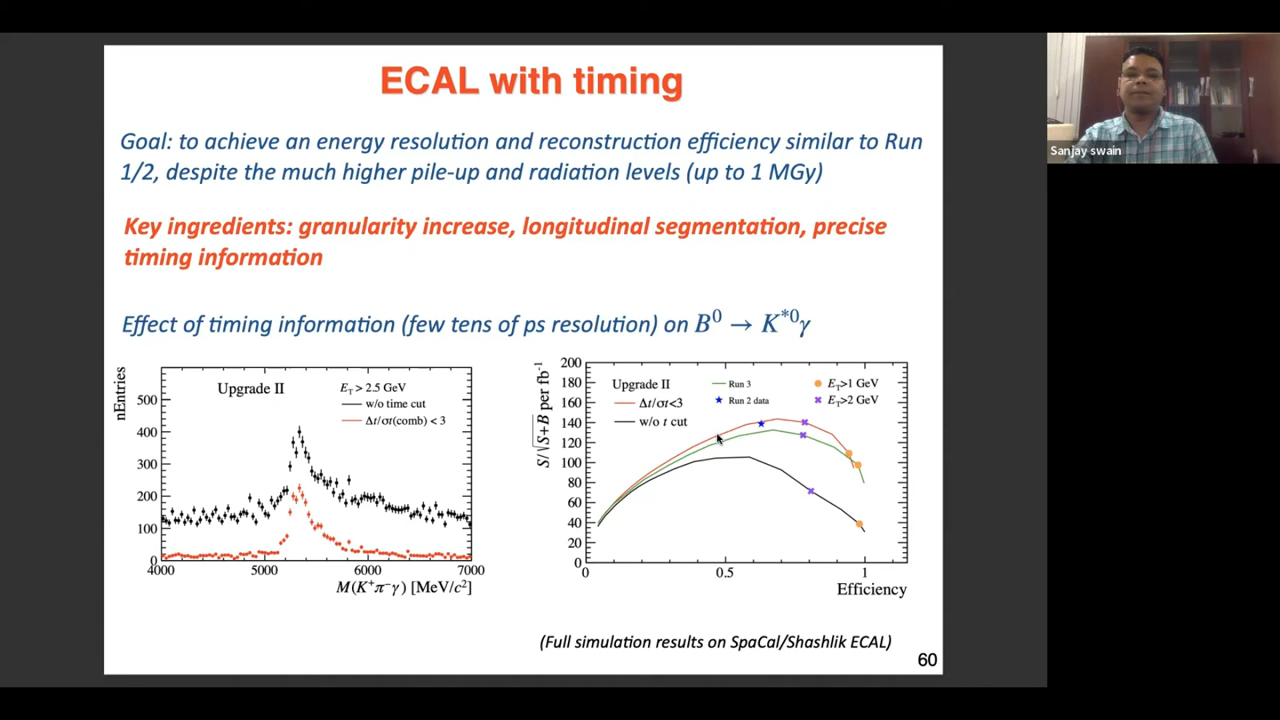 ECAL with timing
Sanjay swain
Goal: to achieve an energy resolution and reconstruction efficiency similar to Run
1/2, despite the much higher pile-up and radiation levels (up to 1 MGy)
Key ingredients: granularity increase, longitudinal segmentation, precise
timing information
Effect of timing information (few tens of ps resolution) on B⁰ → K*⁰γ
nEntries
500
400
300
200
100
0
4000 5000 6000 7000
M(K⁺π⁻γ) [MeV/c²]
Upgrade II
E_T > 2.5 GeV
w/o time cut
Δt/σt(comb) < 3
S/√S+B per fb⁻¹
200
180
160
140
120
100
80
60
40
20
0
0 0.5 1
Efficiency
Upgrade II
Δt/σt<3
w/o t cut
Run 3
Run 2 data
E_T>1 GeV
E_T>2 GeV
(Full simulation results on SpaCal/Shashlik ECAL)
60